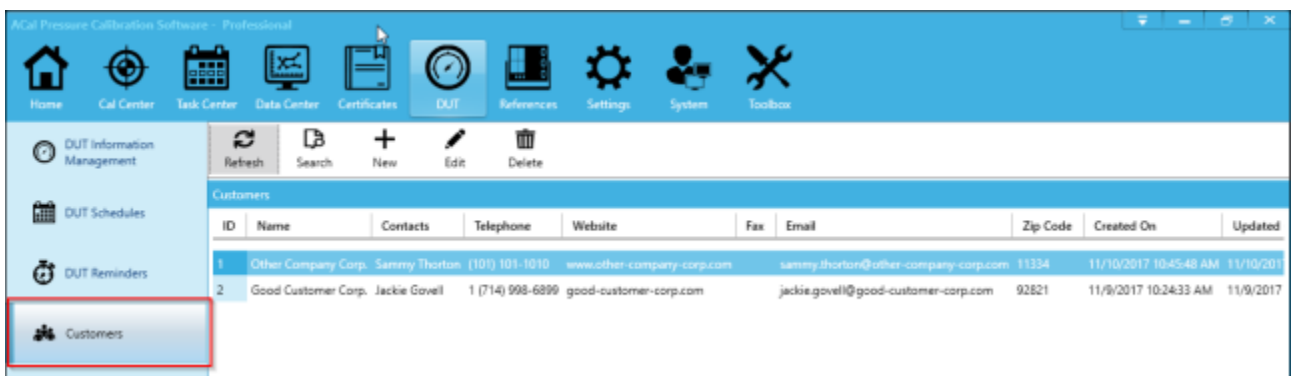 ACal Pressure Calibration Software - Professional
Home Cal Center Task Center Data Center Certificates DUT References Settings System Toolbox
DUT Information Management
DUT Schedules
DUT Reminders
Customers
Refresh Search New Edit Delete
Customers
ID Name Contacts Telephone Website Fax Email Zip Code Created On Updated
1 Other Company Corp. Sammy Thorton (101) 101-1010 www.other-company-corp.com sammy.thorton@other-company-corp.com 11334 11/10/2017 10:45:48 AM 11/10/201
2 Good Customer Corp. Jackie Govell 1 (714) 998-6899 good-customer-corp.com jackie.govell@good-customer-corp.com 92821 11/9/2017 10:24:33 AM 11/9/2017